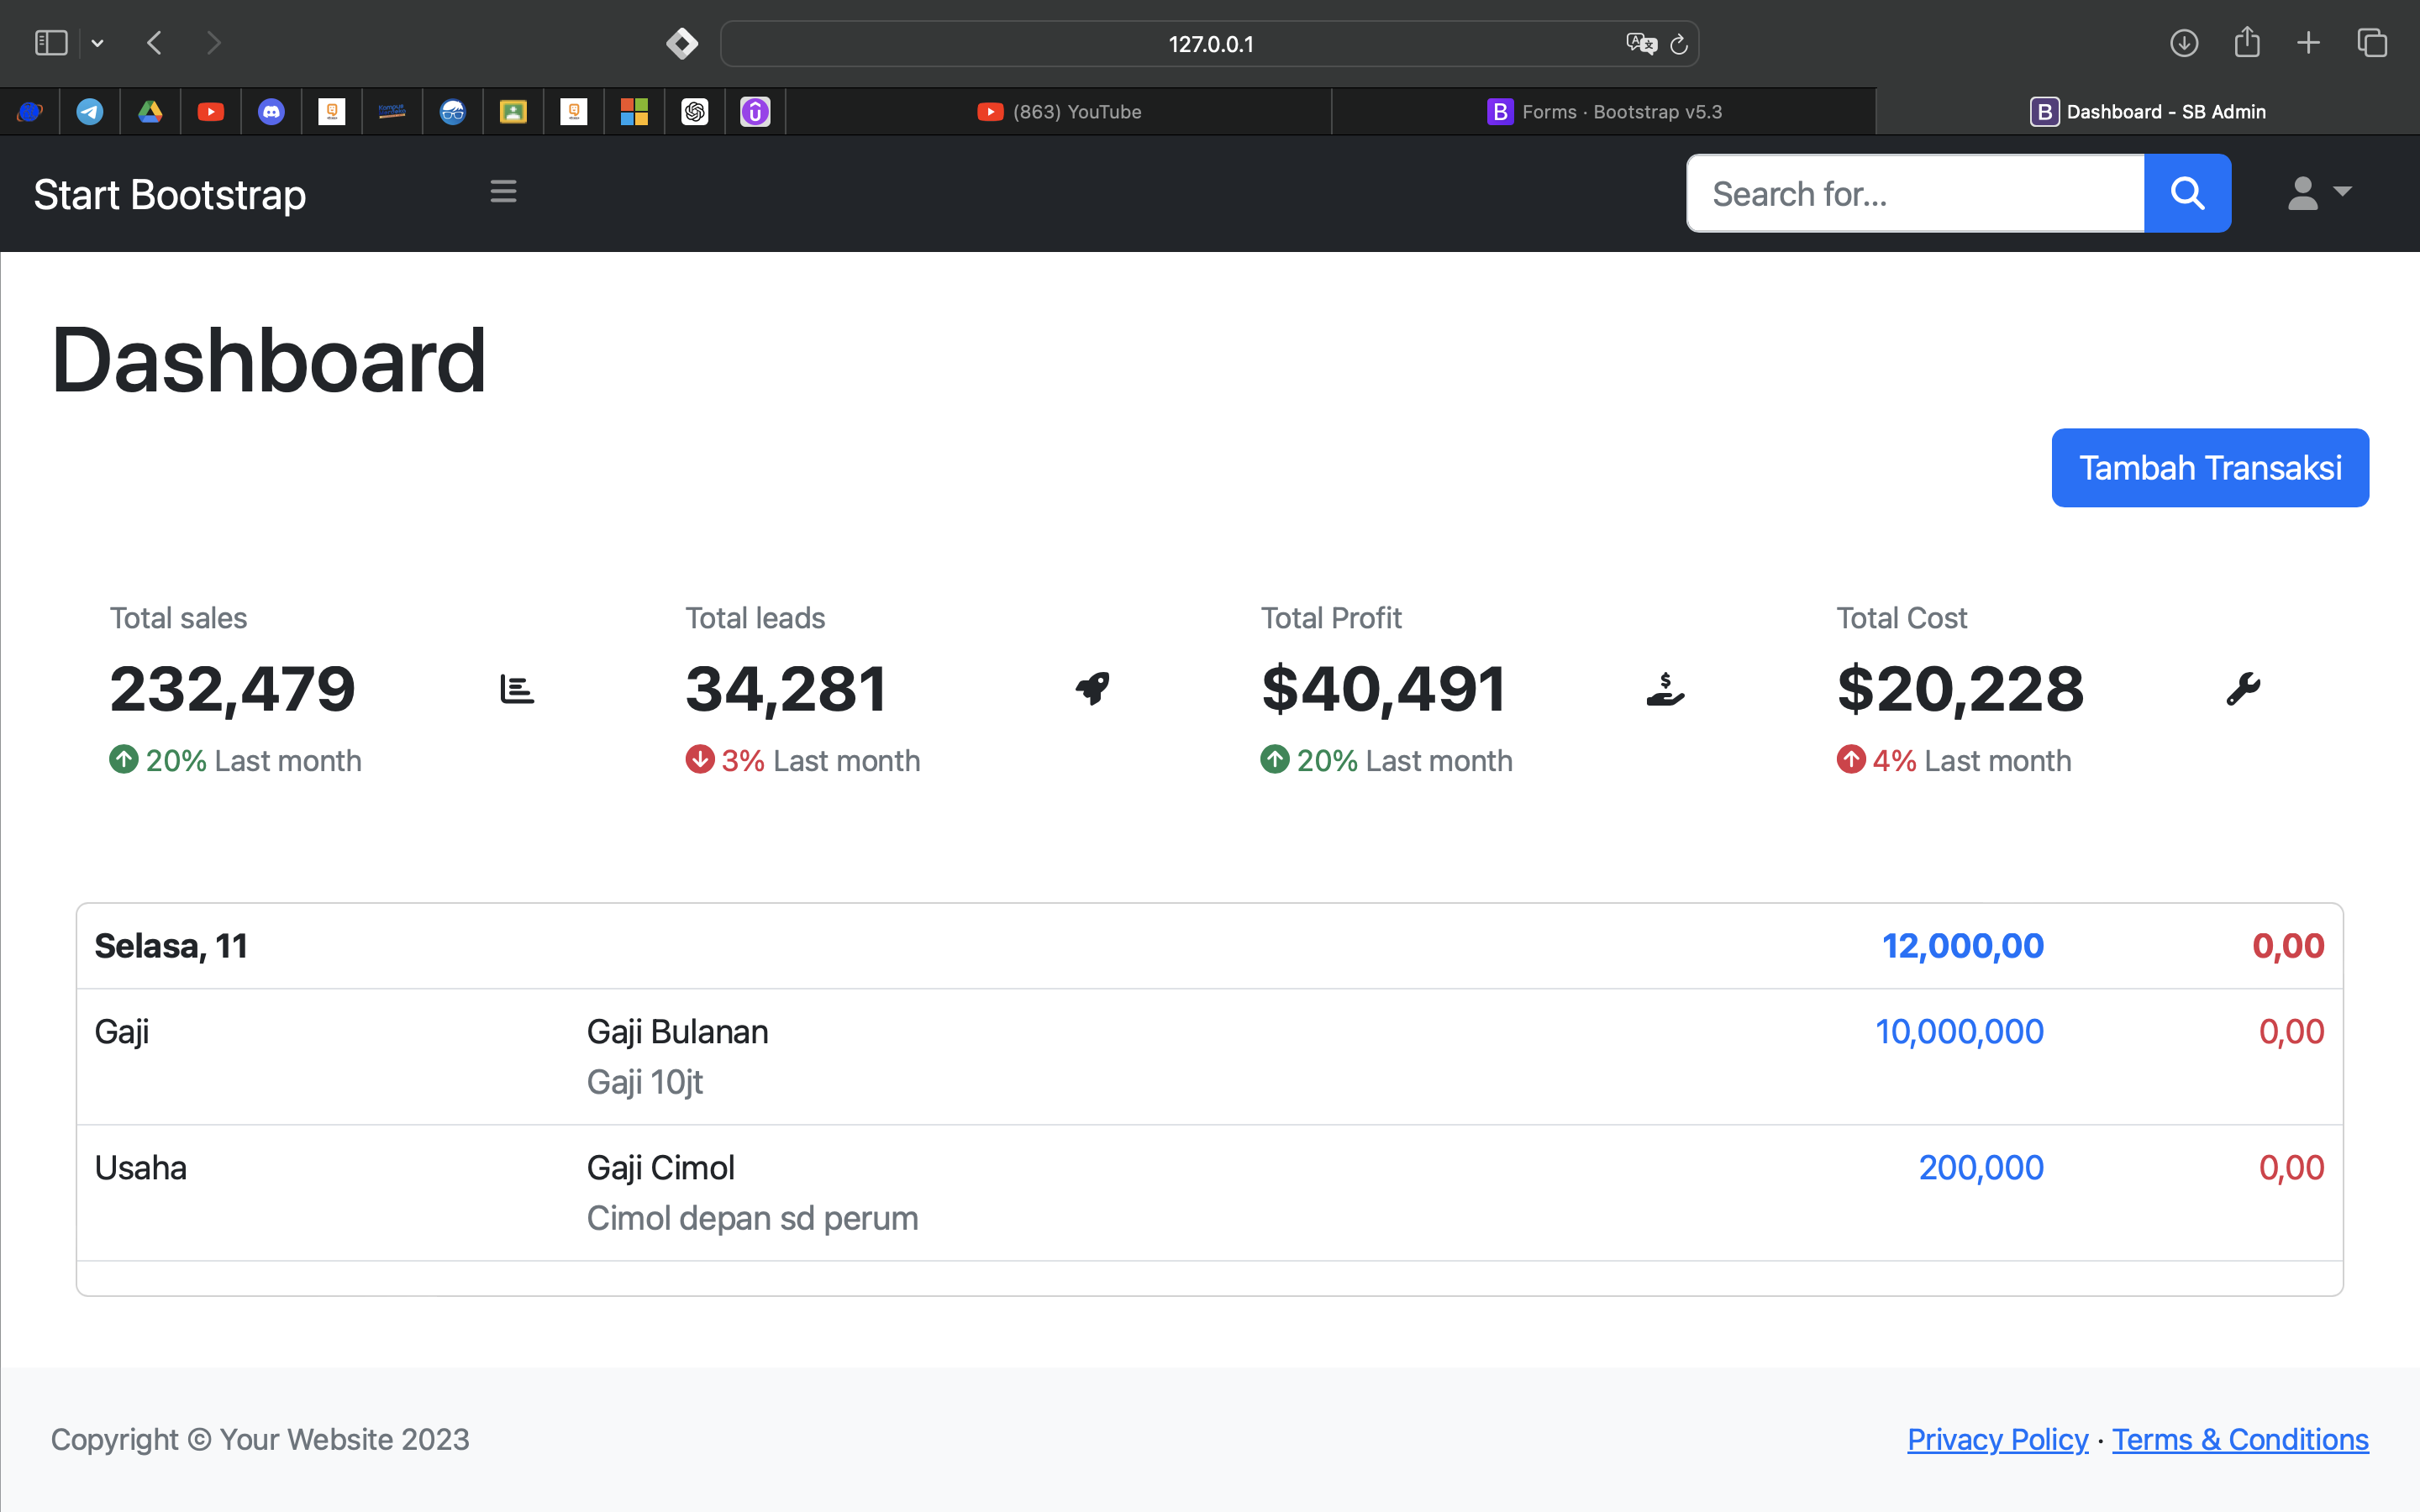 127.0.0.1
(863) YouTube
Forms · Bootstrap v5.3
Dashboard - SB Admin
Start Bootstrap
Search for...
Dashboard
Tambah Transaksi
Total sales
232,479
20% Last month
Total leads
34,281
3% Last month
Total Profit
$40,491
20% Last month
Total Cost
$20,228
4% Last month
Selasa, 11 12,000,00 0,00
Gaji Gaji Bulanan 10,000,000 0,00
Gaji 10jt
Usaha Gaji Cimol 200,000 0,00
Cimol depan sd perum
Copyright © Your Website 2023
Privacy Policy · Terms & Conditions